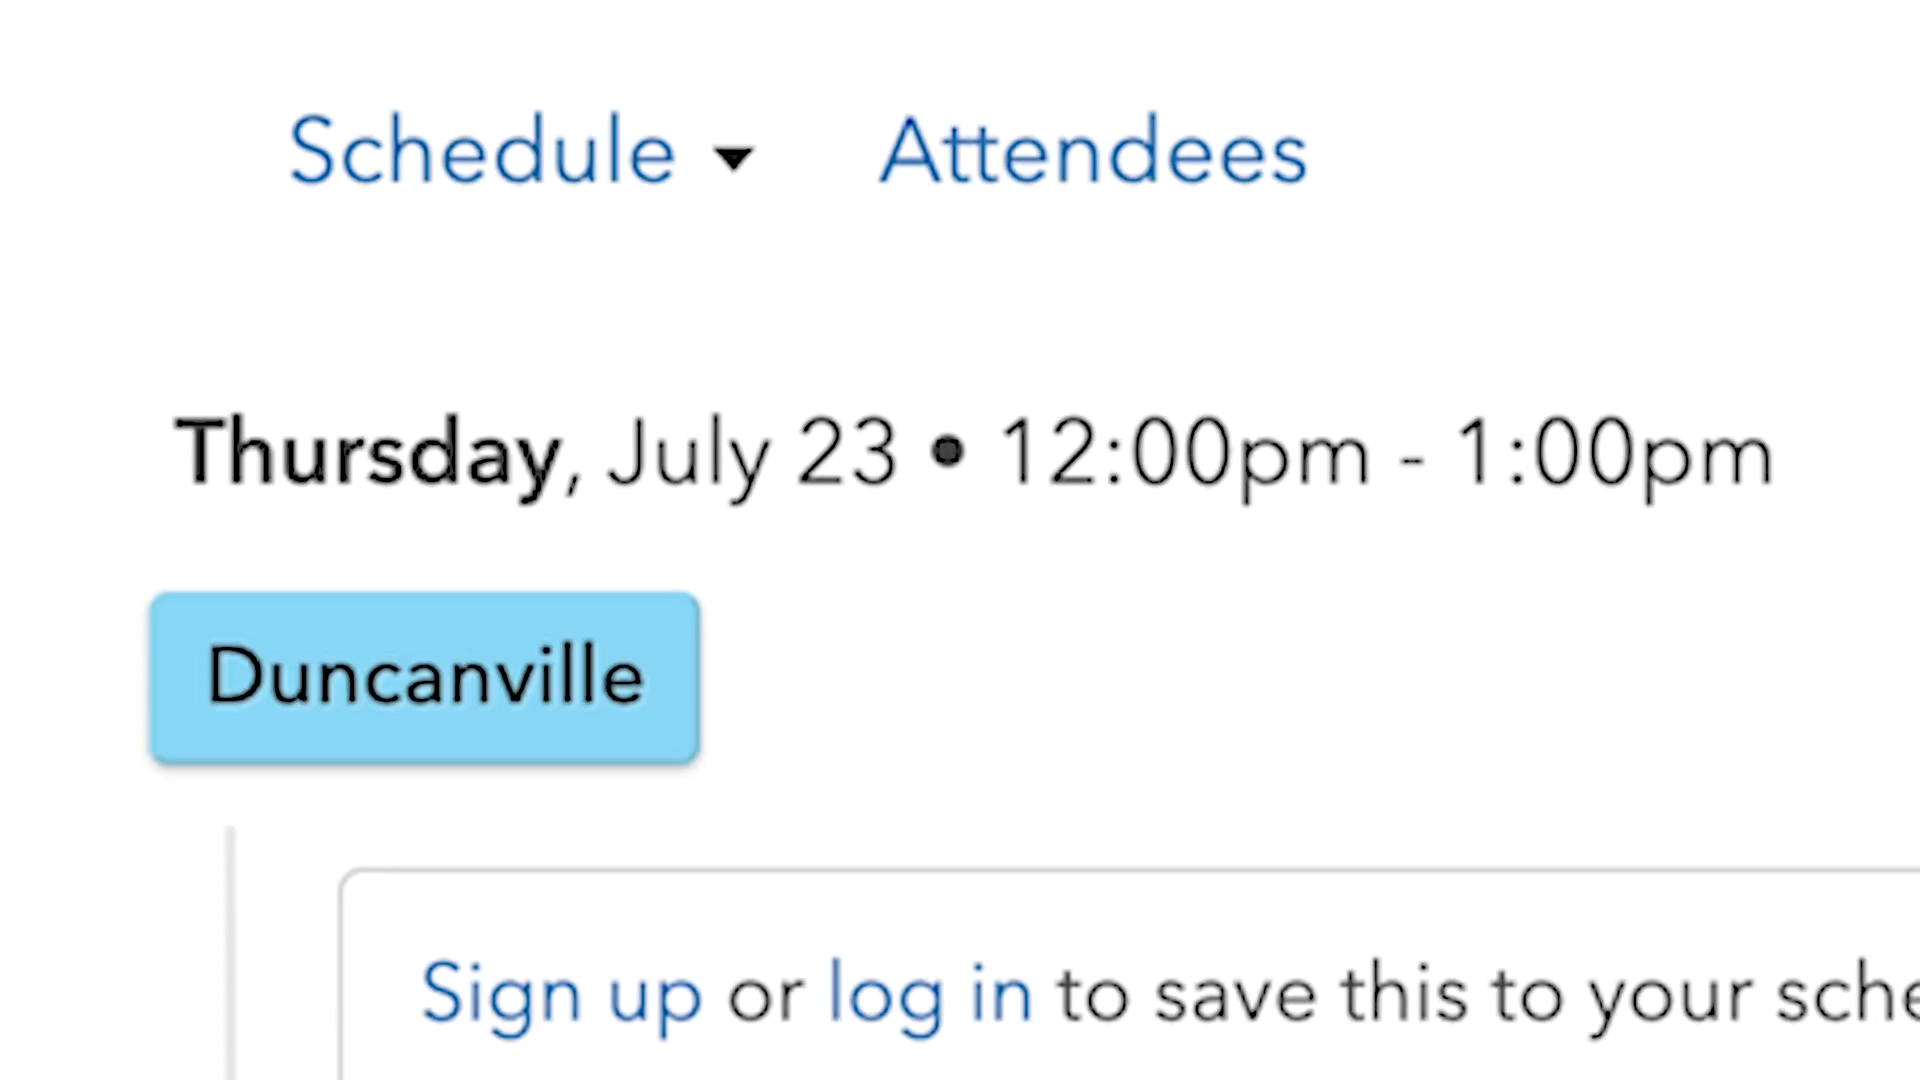 Schedule Attendees
Thursday, July 23 • 12:00pm - 1:00pm
Duncanville
Sign up or log in to save this to your sche